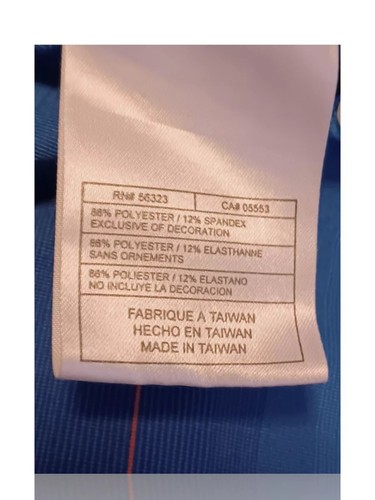 RN# 56323 CA# 05553
88% POLYESTER / 12% SPANDEX
EXCLUSIVE OF DECORATION
88% POLYESTER / 12% ELASTHANNE
SANS ORNEMENTS
88% POLIESTER / 12% ELASTANO
NO INCLUYE LA DECORACION
FABRIQUE A TAIWAN
HECHO EN TAIWAN
MADE IN TAIWAN